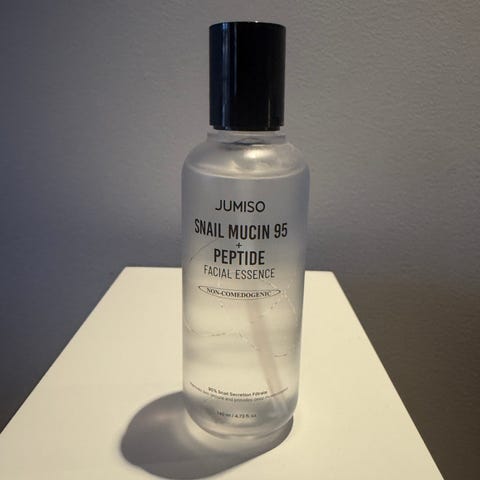 JUMISO
SNAIL MUCIN 95
+
PEPTIDE
FACIAL ESSENCE
NON-COMEDOGENIC
95% Snail Secretion Filtrate
140 ml / 4.73 fl. oz